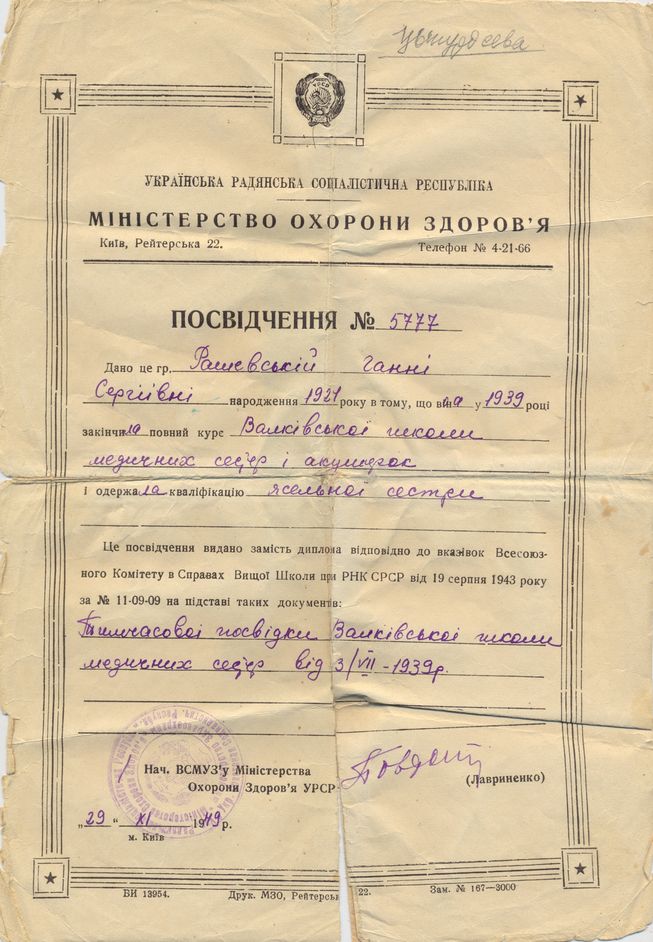 УКРАЇНСЬКА РАДЯНСЬКА СОЦІАЛІСТИЧНА РЕСПУБЛІКА
МІНІСТЕРСТВО ОХОРОНИ ЗДОРОВ'Я
Київ, Рейтерська 22. Телефон № 4-21-66
ПОСВІДЧЕННЯ № 5777
Дано це гр. Рашевській Ганні
Сергіївні народження 1921 року в тому, що вона у 1939 році
закінчила повний курс Валківської школи
медичних сестер і акушерок
і одержала кваліфікацію ясельної сестри
Це посвідчення видано замість диплома відповідно до вказівок Всесоюз-
ного Комітету в Справах Вищої Школи при РНК СРСР від 19 серпня 1943 року
за № 11-09-09 на підставі таких документів:
Тимчасової посвідки Валківської школи
медичних сестер від 3/VII-1939р.
Нач. ВСМУЗ'у Міністерства
Охорони Здоров'я УРСР
(Лавриненко)
„29“ XI 1949 р.
м. Київ
БИ 13954. Друк. МЗО, Рейтерськ 22. Зам. № 167—3000